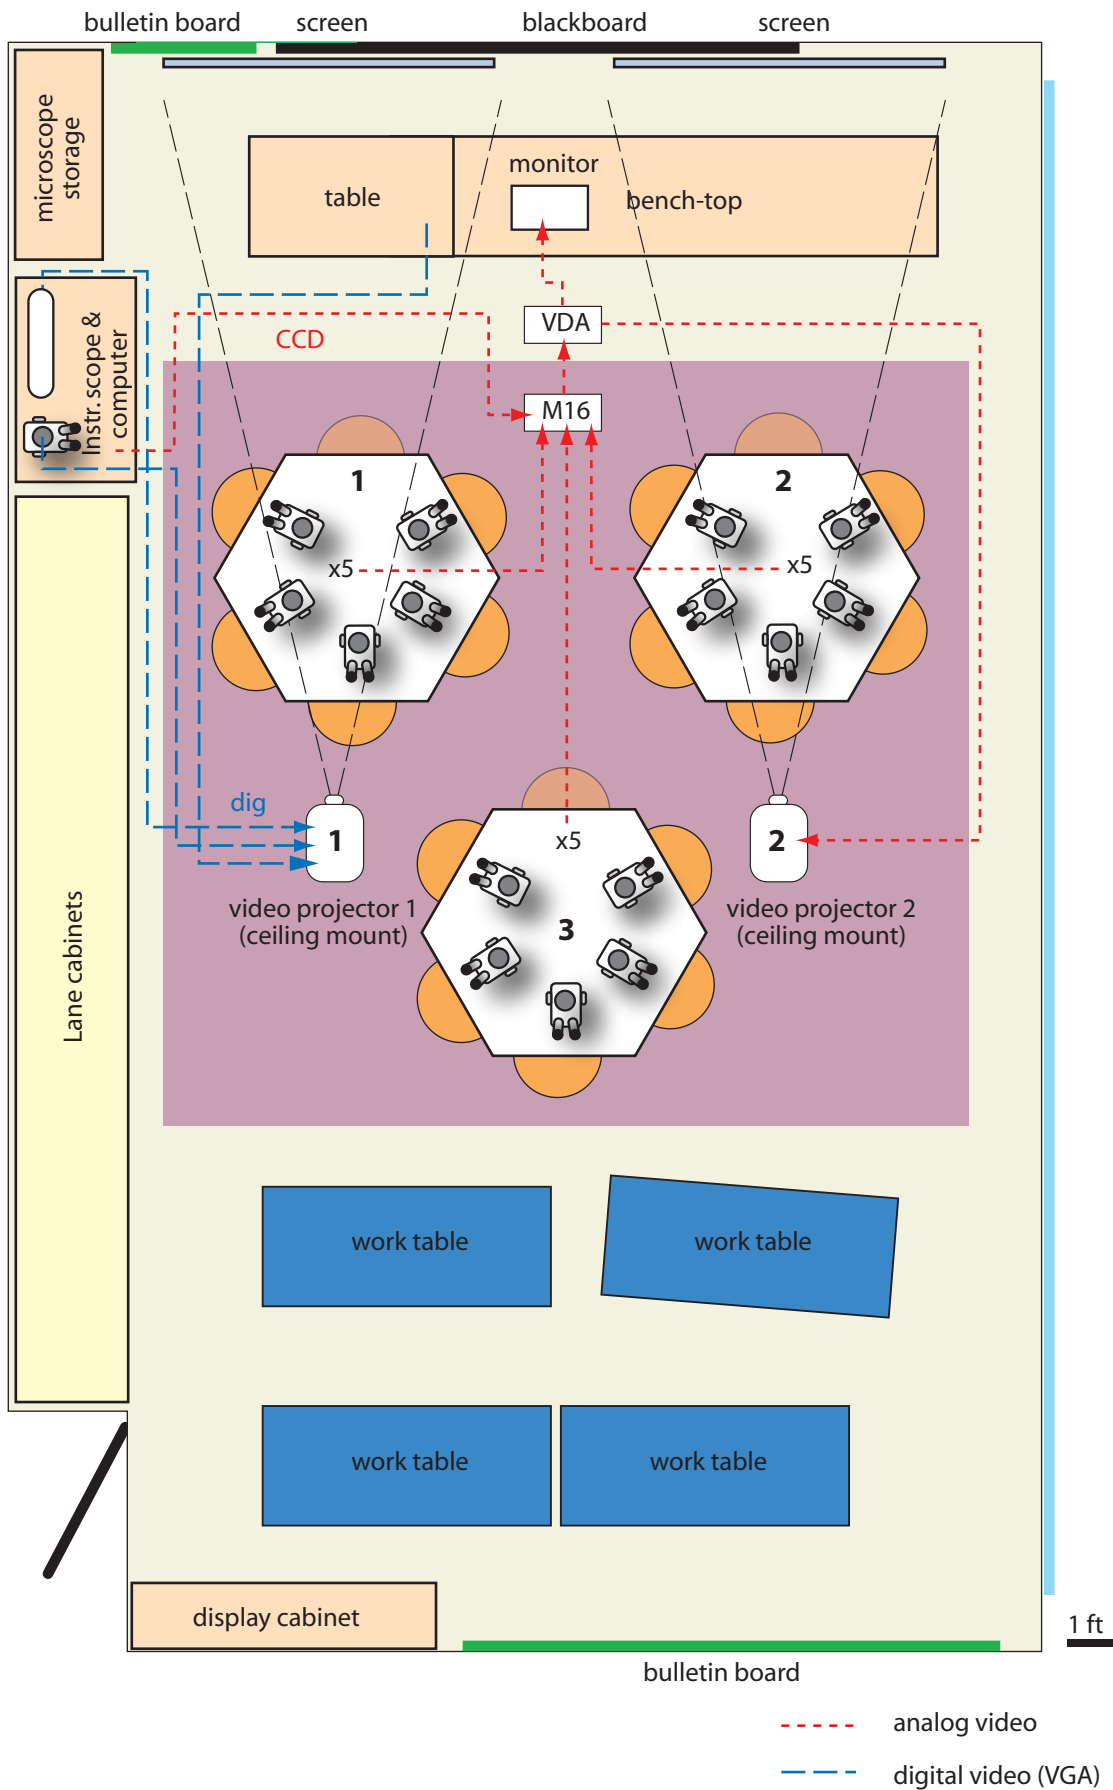 bulletin board
screen
blackboard
screen
microscope
storage
table
monitor
bench-top
Instr. scope &
computer
CCD
VDA
M16
1
x5
2
x5
dig
1
2
video projector 1
(ceiling mount)
video projector 2
(ceiling mount)
x5
3
Lane cabinets
work table
work table
work table
work table
display cabinet
bulletin board
1 ft
analog video
digital video (VGA)